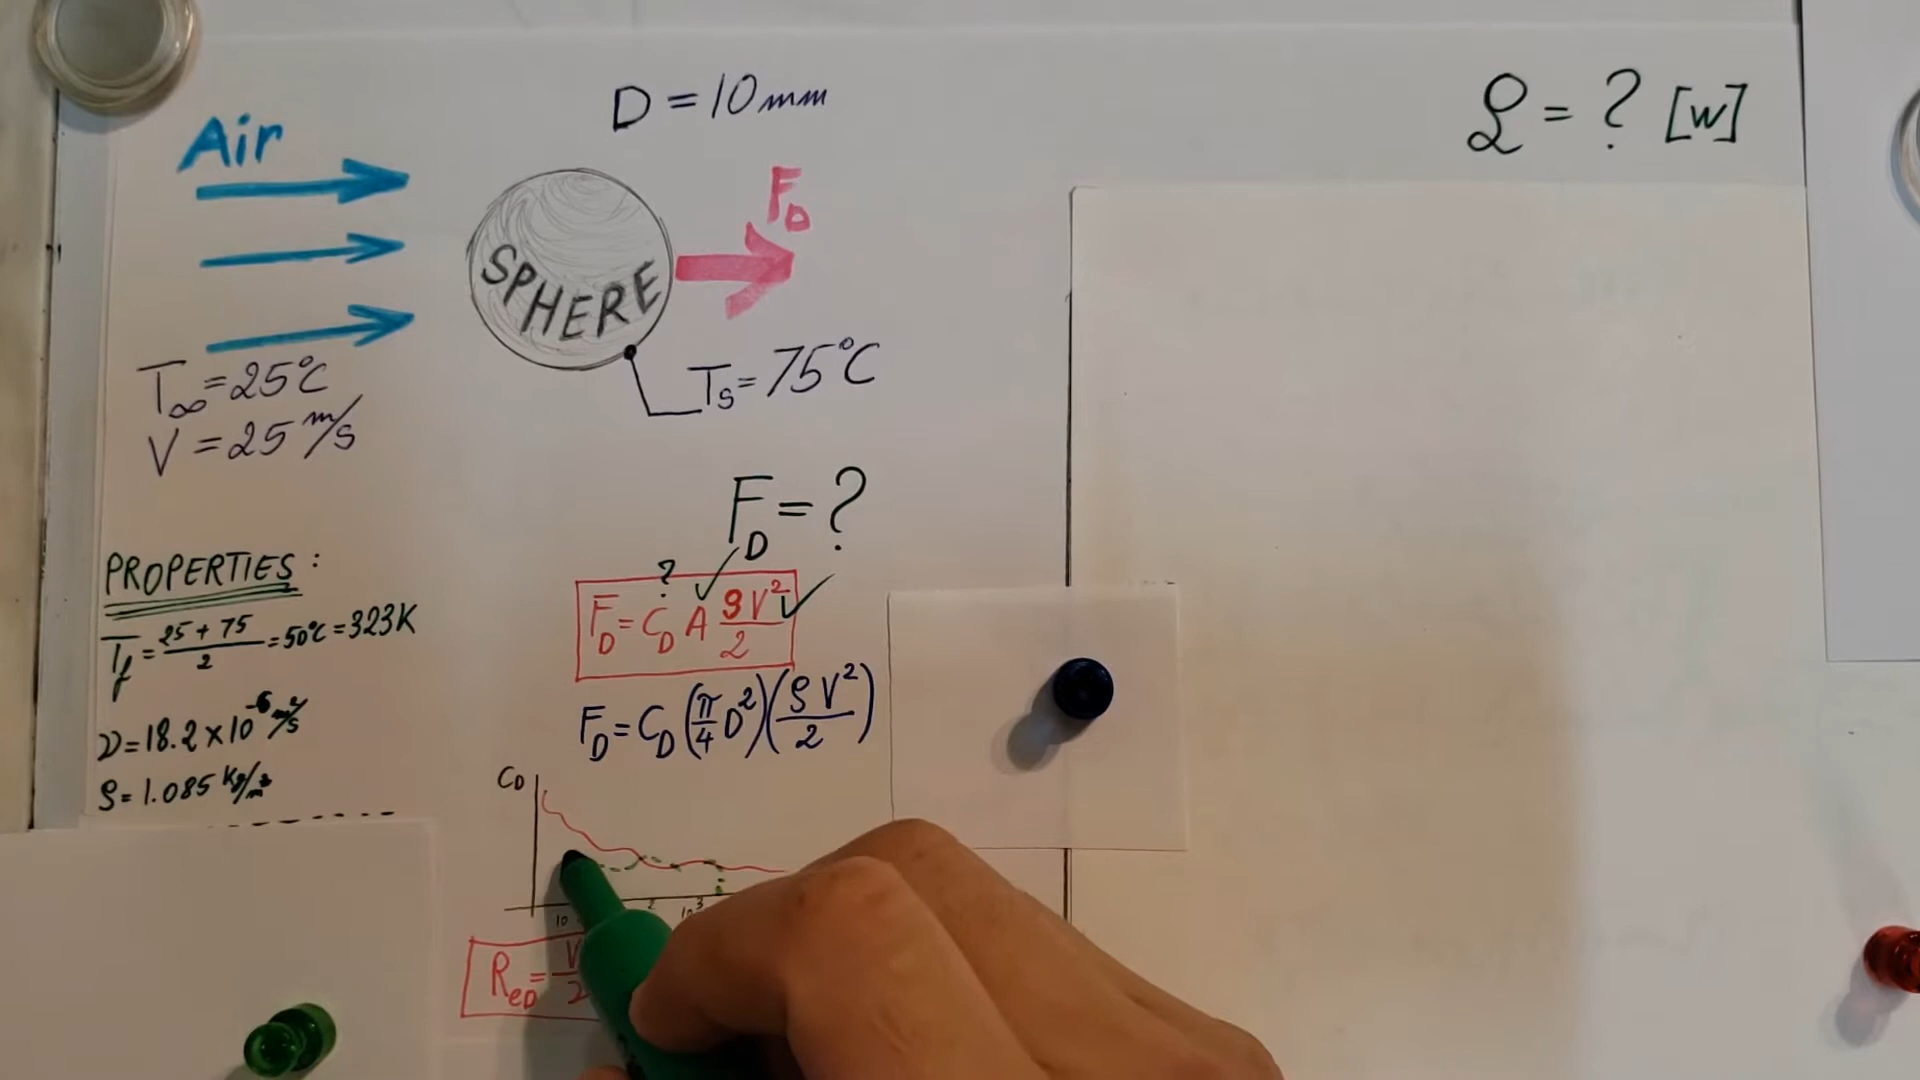 D = 10mm
Q = ? [W]
Air
F_D
SPHERE
T∞ = 25°C
V = 25 m/s
T_S = 75°C
F_D = ?
PROPERTIES :
T_f = (25 + 75)/2 = 50°C = 323K
ν = 18.2 × 10⁻⁶ m²/s
ρ = 1.085 Kg/m³
?
F_D = C_D A ρV²/2
F_D = C_D (π/4 D²)(ρV²/2)
C_D
10 2 10³
Re_D = V